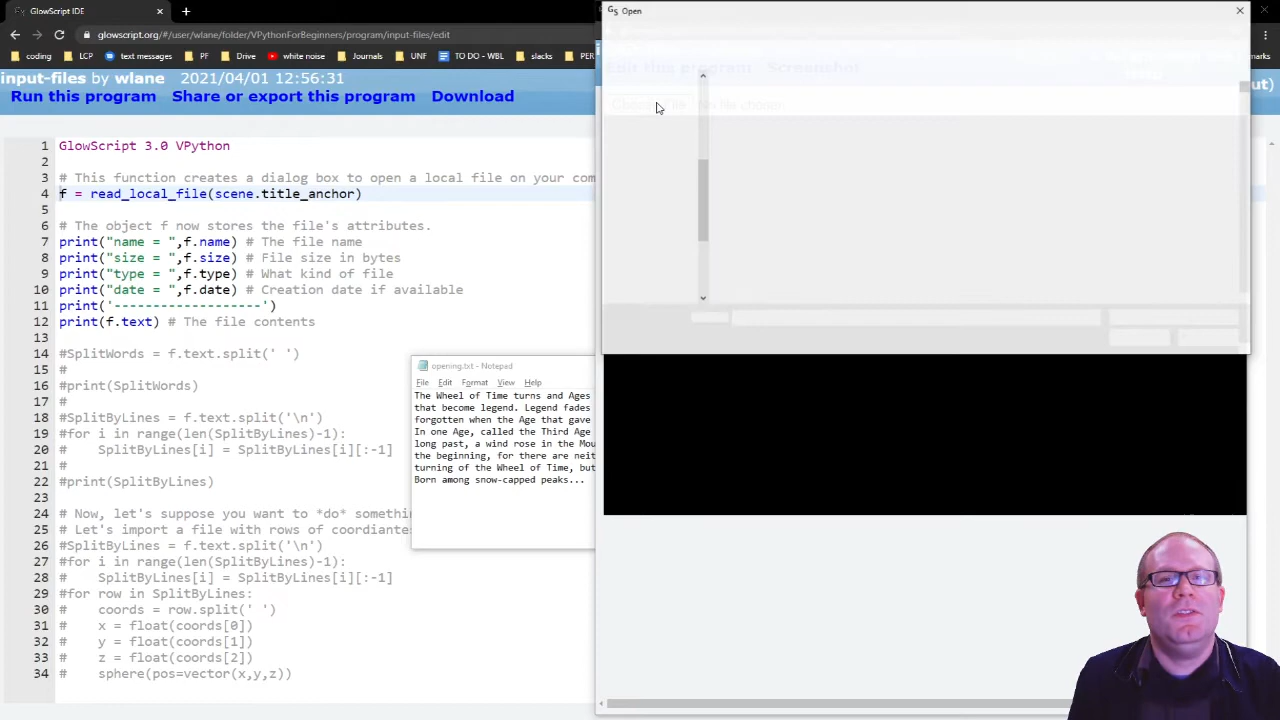 GlowScript IDE
glowscript.org/#/user/wlane/folder/VPythonForBeginners/program/input-files/edit
coding
LCP
text messages
PF
Drive
white noise
Journals
UNF
TO DO - WBL
slacks
PER
input-files by wlane 2021/04/01 12:56:31
Run this program
Share or export this program
Download
1 GlowScript 3.0 VPython
2
3 # This function creates a dialog box to open a local file on your com
4 f = read_local_file(scene.title_anchor)
5
6 # The object f now stores the file's attributes.
7 print("name = ",f.name) # The file name
8 print("size = ",f.size) # File size in bytes
9 print("type = ",f.type) # What kind of file
10 print("date = ",f.date) # Creation date if available
11 print('-------------------')
12 print(f.text) # The file contents
13
14 #SplitWords = f.text.split(' ')
15 #
16 #print(SplitWords)
17 #
18 #SplitByLines = f.text.split('\n')
19 #for i in range(len(SplitByLines)-1):
20 #    SplitByLines[i] = SplitByLines[i][:-1]
21 #
22 #print(SplitByLines)
23
24 # Now, let's suppose you want to *do* somethin
25 # Let's import a file with rows of coordiantes
26 #SplitByLines = f.text.split('\n')
27 #for i in range(len(SplitByLines)-1):
28 #    SplitByLines[i] = SplitByLines[i][:-1]
29 #for row in SplitByLines:
30 #    coords = row.split(' ')
31 #    x = float(coords[0])
32 #    y = float(coords[1])
33 #    z = float(coords[2])
34 #    sphere(pos=vector(x,y,z))
opening.txt - Notepad
File Edit Format View Help
The Wheel of Time turns and Ages
that become legend. Legend fades
forgotten when the Age that gave
In one Age, called the Third Age
long past, a wind rose in the Mou
the beginning, for there are neit
turning of the Wheel of Time, but
Born among snow-capped peaks...
Open
Edit this program
Screenshot
No file chosen
marks
ut)